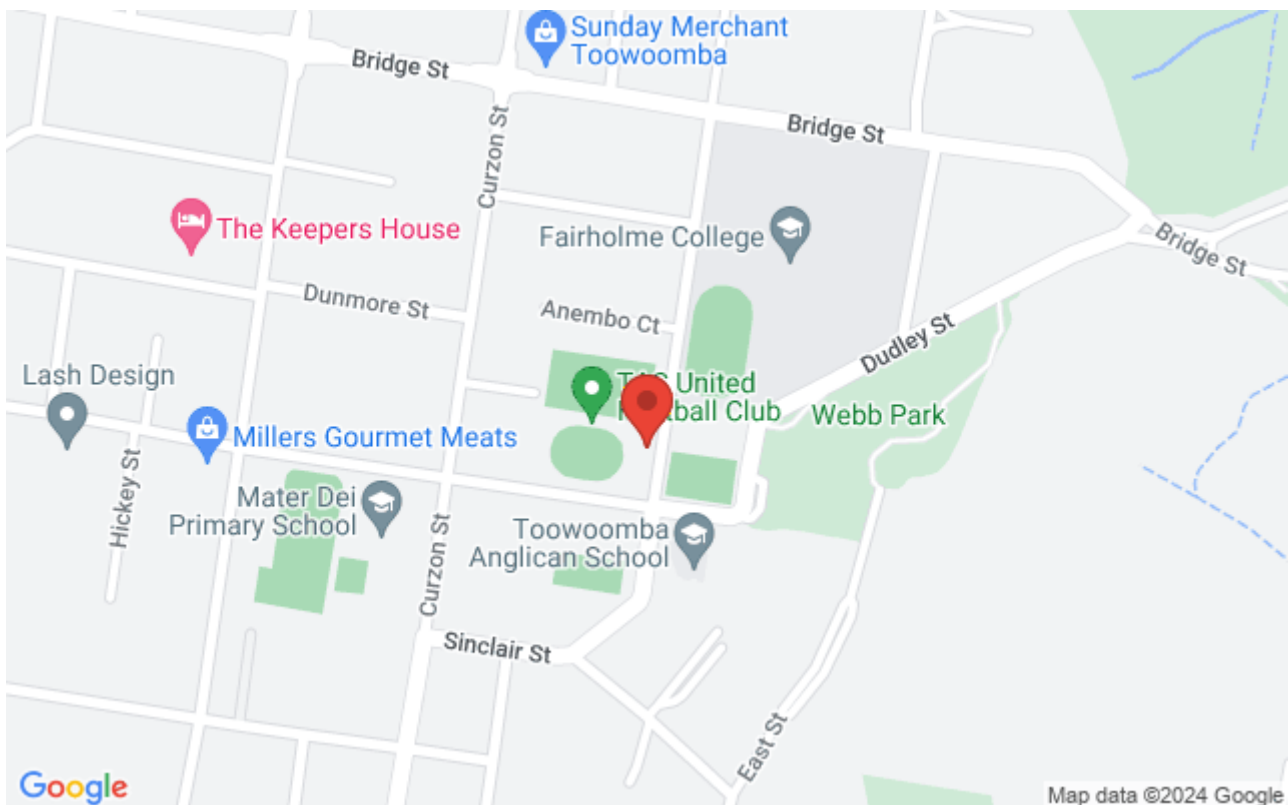 Sunday Merchant
Toowoomba
Bridge St
Bridge St
Curzon St
The Keepers House
Fairholme College
Bridge St
Dunmore St
Anembo Ct
Dudley St
Lash Design
United
ball Club
Webb Park
Millers Gourmet Meats
Hickey St
Mater Dei
Primary School
Toowoomba
Anglican School
Curzon St
Sinclair St
East St
Google
Map data ©2024 Google